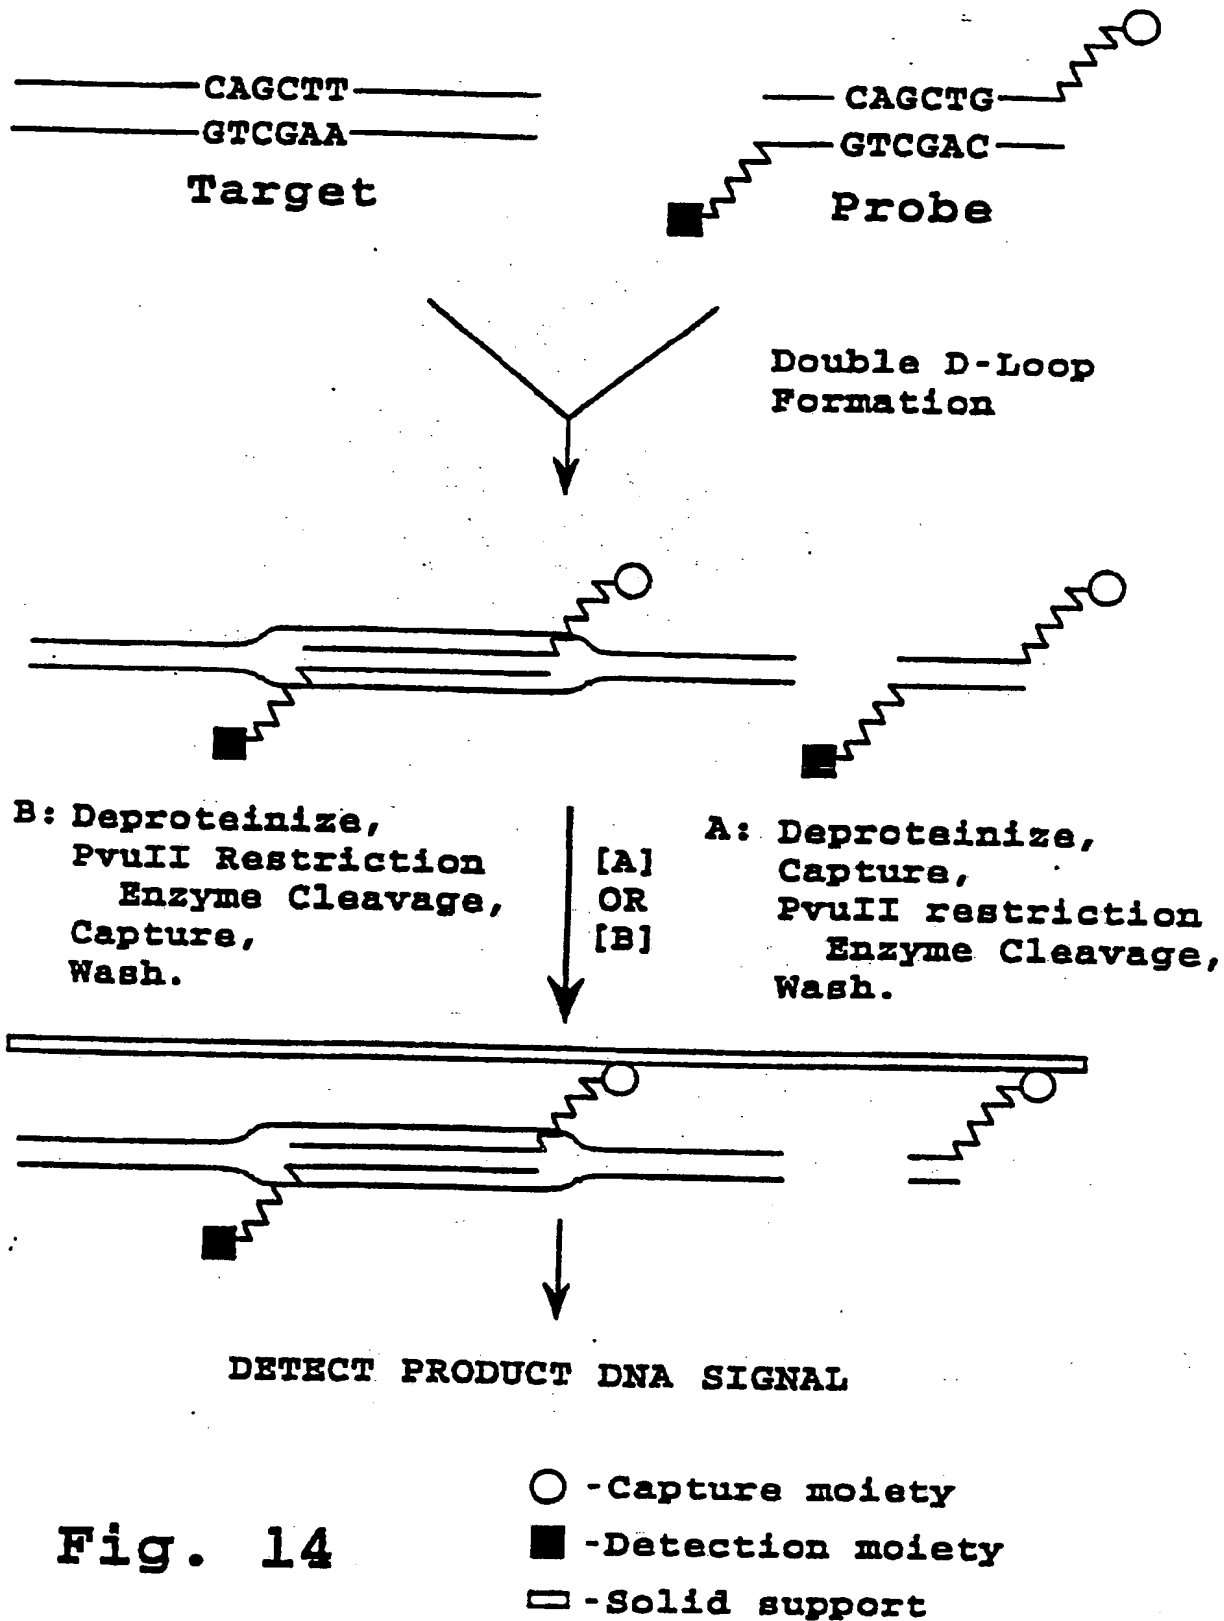 CAGCTT
GTCGAA
Target
CAGCTG
GTCGAC
Probe
Double D-Loop
Formation
B: Deproteinize,
PvuII Restriction
Enzyme Cleavage,
Capture,
Wash.
[A]
OR
[B]
A: Deproteinize,
Capture,
PvuII restriction
Enzyme Cleavage,
Wash.
DETECT PRODUCT DNA SIGNAL
-Capture moiety
-Detection moiety
-Solid support
Fig. 14